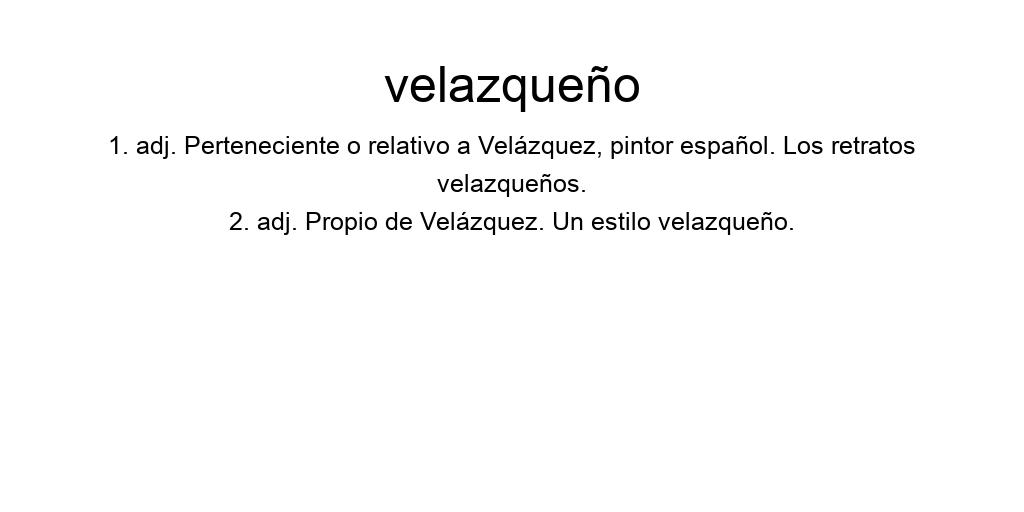 velazqueño
1. adj. Perteneciente o relativo a Velázquez, pintor español. Los retratos
velazqueños.
2. adj. Propio de Velázquez. Un estilo velazqueño.